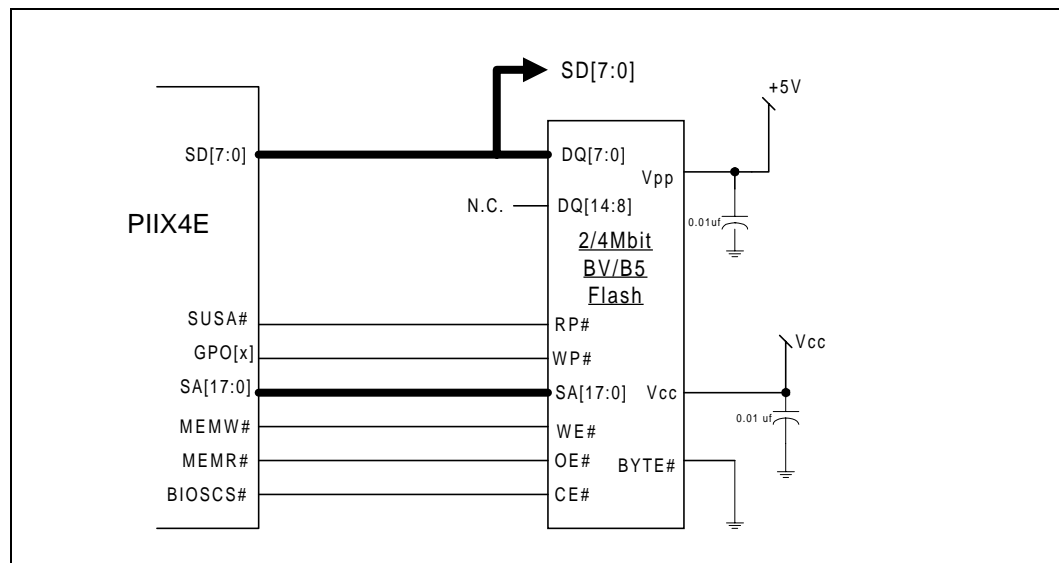 SD[7:0]
+5V
SD[7:0]
DQ[7:0]
Vpp
N.C.
DQ[14:8]
0.01uf
PIIX4E
2/4Mbit
BV/B5
Flash
SUSA#
RP#
GPO[x]
WP#
Vcc
SA[17:0]
SA[17:0]
Vcc
0.01 uf
MEMW#
WE#
MEMR#
OE#
BYTE#
BIOSCS#
CE#